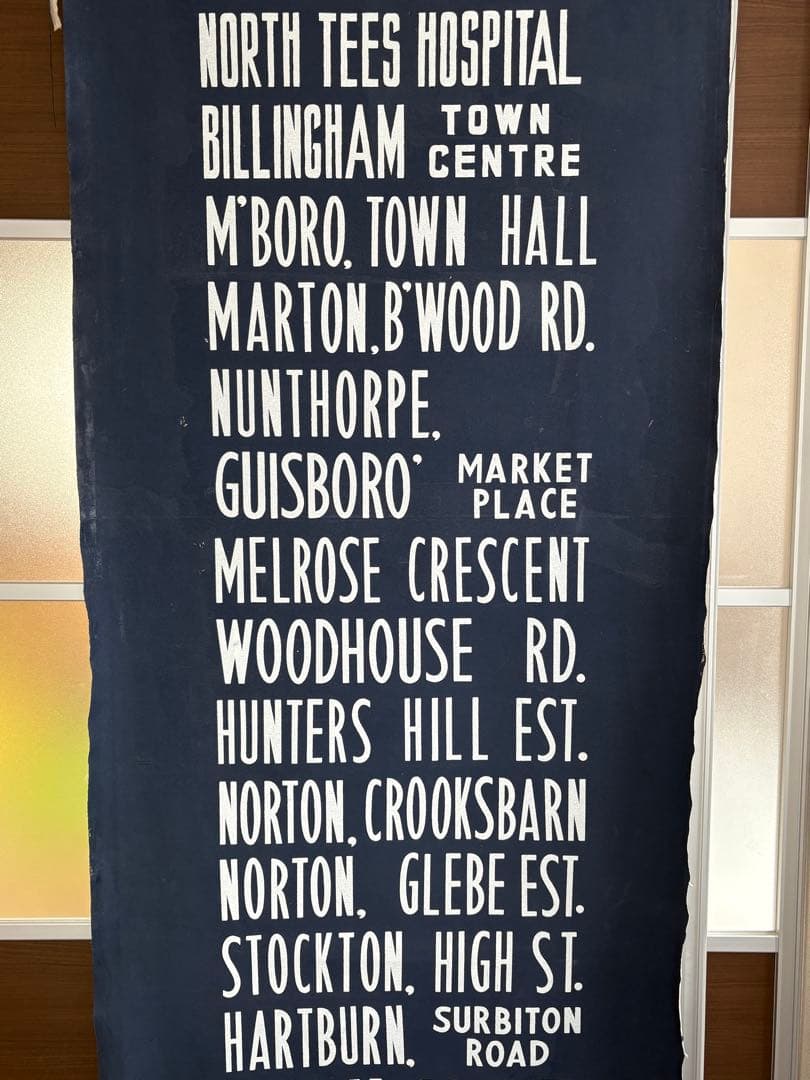 NORTH TEES HOSPITAL
BILLINGHAM TOWN CENTRE
M'BORO, TOWN HALL
MARTON, B'WOOD RD.
NUNTHORPE,
GUISBORO' MARKET PLACE
MELROSE CRESCENT
WOODHOUSE RD.
HUNTERS HILL EST.
NORTON, CROOKSBARN
NORTON, GLEBE EST.
STOCKTON, HIGH ST.
HARTBURN, SURBITON ROAD